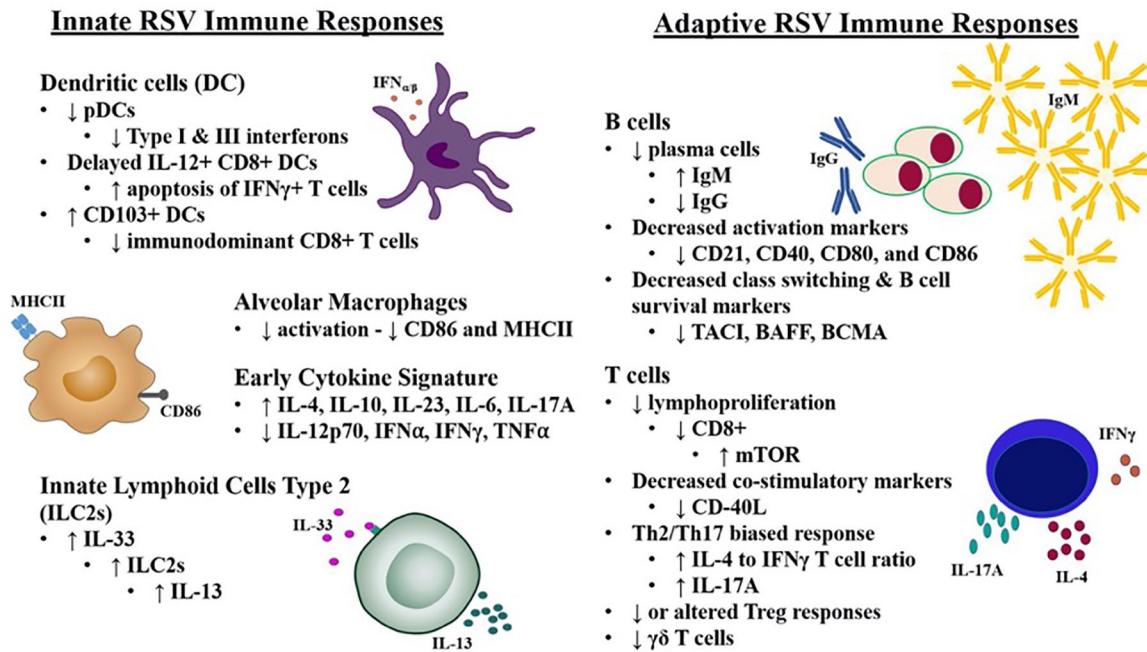 Innate RSV Immune Responses
Dendritic cells (DC)
• ↓ pDCs
• ↓ Type I & III interferons
• Delayed IL-12+ CD8+ DCs
• ↑ apoptosis of IFNγ+ T cells
• ↑ CD103+ DCs
• ↓ immunodominant CD8+ T cells
IFNα/β
MHCII
CD86
Alveolar Macrophages
• ↓ activation - ↓ CD86 and MHCII
Early Cytokine Signature
• ↑ IL-4, IL-10, IL-23, IL-6, IL-17A
• ↓ IL-12p70, IFNα, IFNγ, TNFα
Innate Lymphoid Cells Type 2
(ILC2s)
• ↑ IL-33
• ↑ ILC2s
• ↑ IL-13
IL-33
IL-13
Adaptive RSV Immune Responses
B cells
• ↓ plasma cells
• ↑ IgM
• ↓ IgG
• Decreased activation markers
• ↓ CD21, CD40, CD80, and CD86
• Decreased class switching & B cell
survival markers
• ↓ TACI, BAFF, BCMA
IgG
IgM
T cells
• ↓ lymphoproliferation
• ↓ CD8+
• ↑ mTOR
• Decreased co-stimulatory markers
• ↓ CD-40L
• Th2/Th17 biased response
• ↑ IL-4 to IFNγ T cell ratio
• ↑ IL-17A
• ↓ or altered Treg responses
• ↓ γδ T cells
IFNγ
IL-17A
IL-4